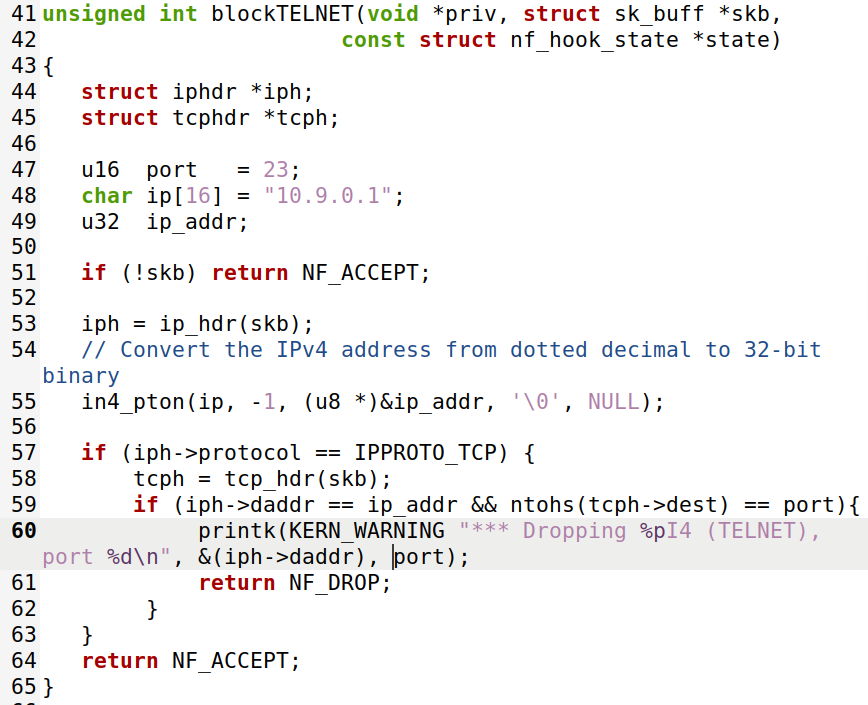 41 unsigned int blockTELNET(void *priv, struct sk_buff *skb,
42                        const struct nf_hook_state *state)
43 {
44    struct iphdr *iph;
45    struct tcphdr *tcph;
46
47    u16  port   = 23;
48    char ip[16] = "10.9.0.1";
49    u32  ip_addr;
50
51    if (!skb) return NF_ACCEPT;
52
53    iph = ip_hdr(skb);
54    // Convert the IPv4 address from dotted decimal to 32-bit
binary
55    in4_pton(ip, -1, (u8 *)&ip_addr, '\0', NULL);
56
57    if (iph->protocol == IPPROTO_TCP) {
58        tcph = tcp_hdr(skb);
59        if (iph->daddr == ip_addr && ntohs(tcph->dest) == port){
60             printk(KERN_WARNING "*** Dropping %pI4 (TELNET),
port %d\n", &(iph->daddr), port);
61             return NF_DROP;
62         }
63    }
64    return NF_ACCEPT;
65 }